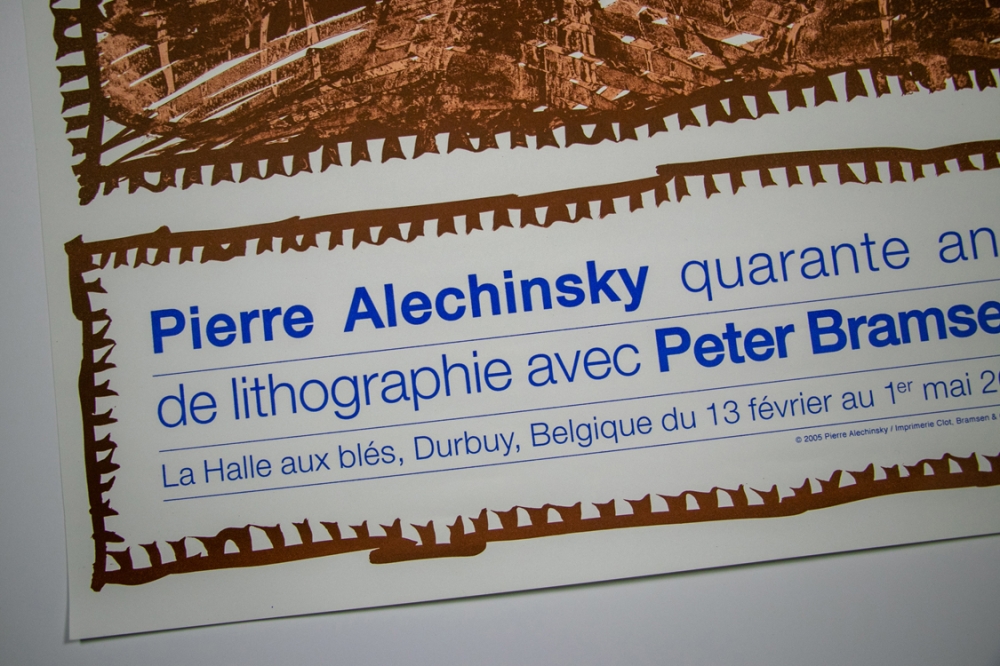 Pierre Alechinsky quarante an
de lithographie avec Peter Bramse
La Halle aux blés, Durbuy, Belgique du 13 février au 1er mai 20
© 2005 Pierre Alechinsky / Imprimerie Clot, Bramsen &